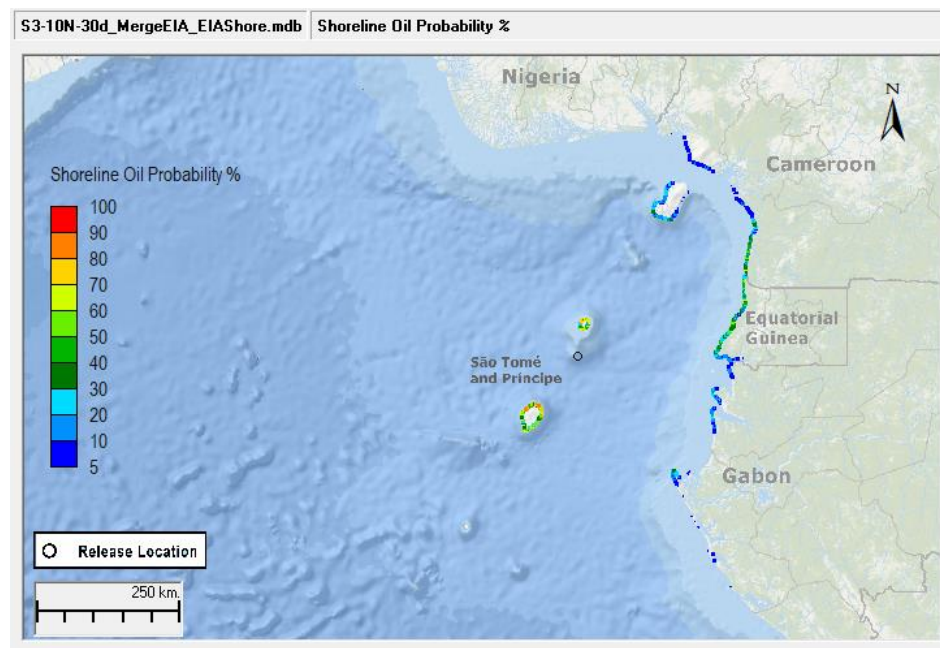 S3-10N-30d_MergeEIA_EIAShore.mdb
Shoreline Oil Probability %
Nigeria
N
Cameroon
Shoreline Oil Probability %
100
90
80
70
60
50
40
30
20
10
5
Equatorial
Guinea
São Tomé
and Príncipe
Gabon
Release Location
250 km.